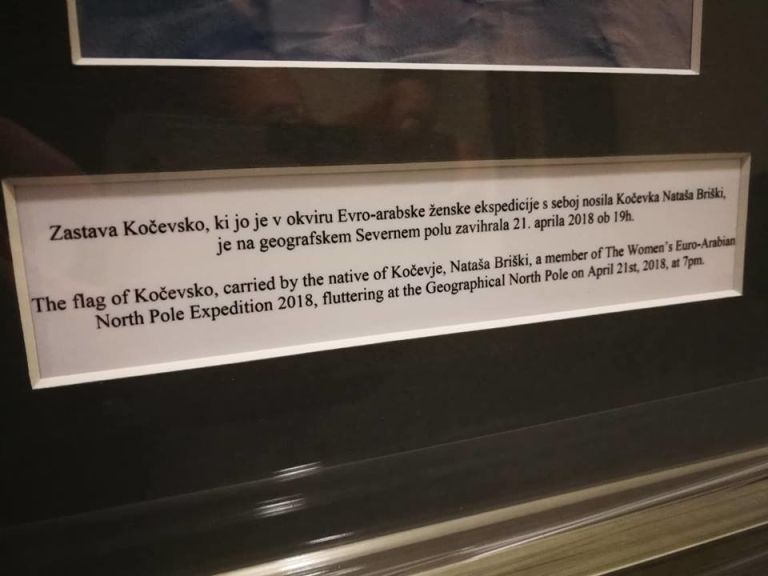 Zastava Kočevsko, ki jo je v okviru Evro-arabske ženske ekspedicije s seboj nosila Kočevka Nataša Briški,
je na geografskem Severnem polu zavihrala 21. aprila 2018 ob 19h.
The flag of Kočevsko, carried by the native of Kočevje, Nataša Briški, a member of The Women's Euro-Arabian
North Pole Expedition 2018, fluttering at the Geographical North Pole on April 21st, 2018, at 7pm.